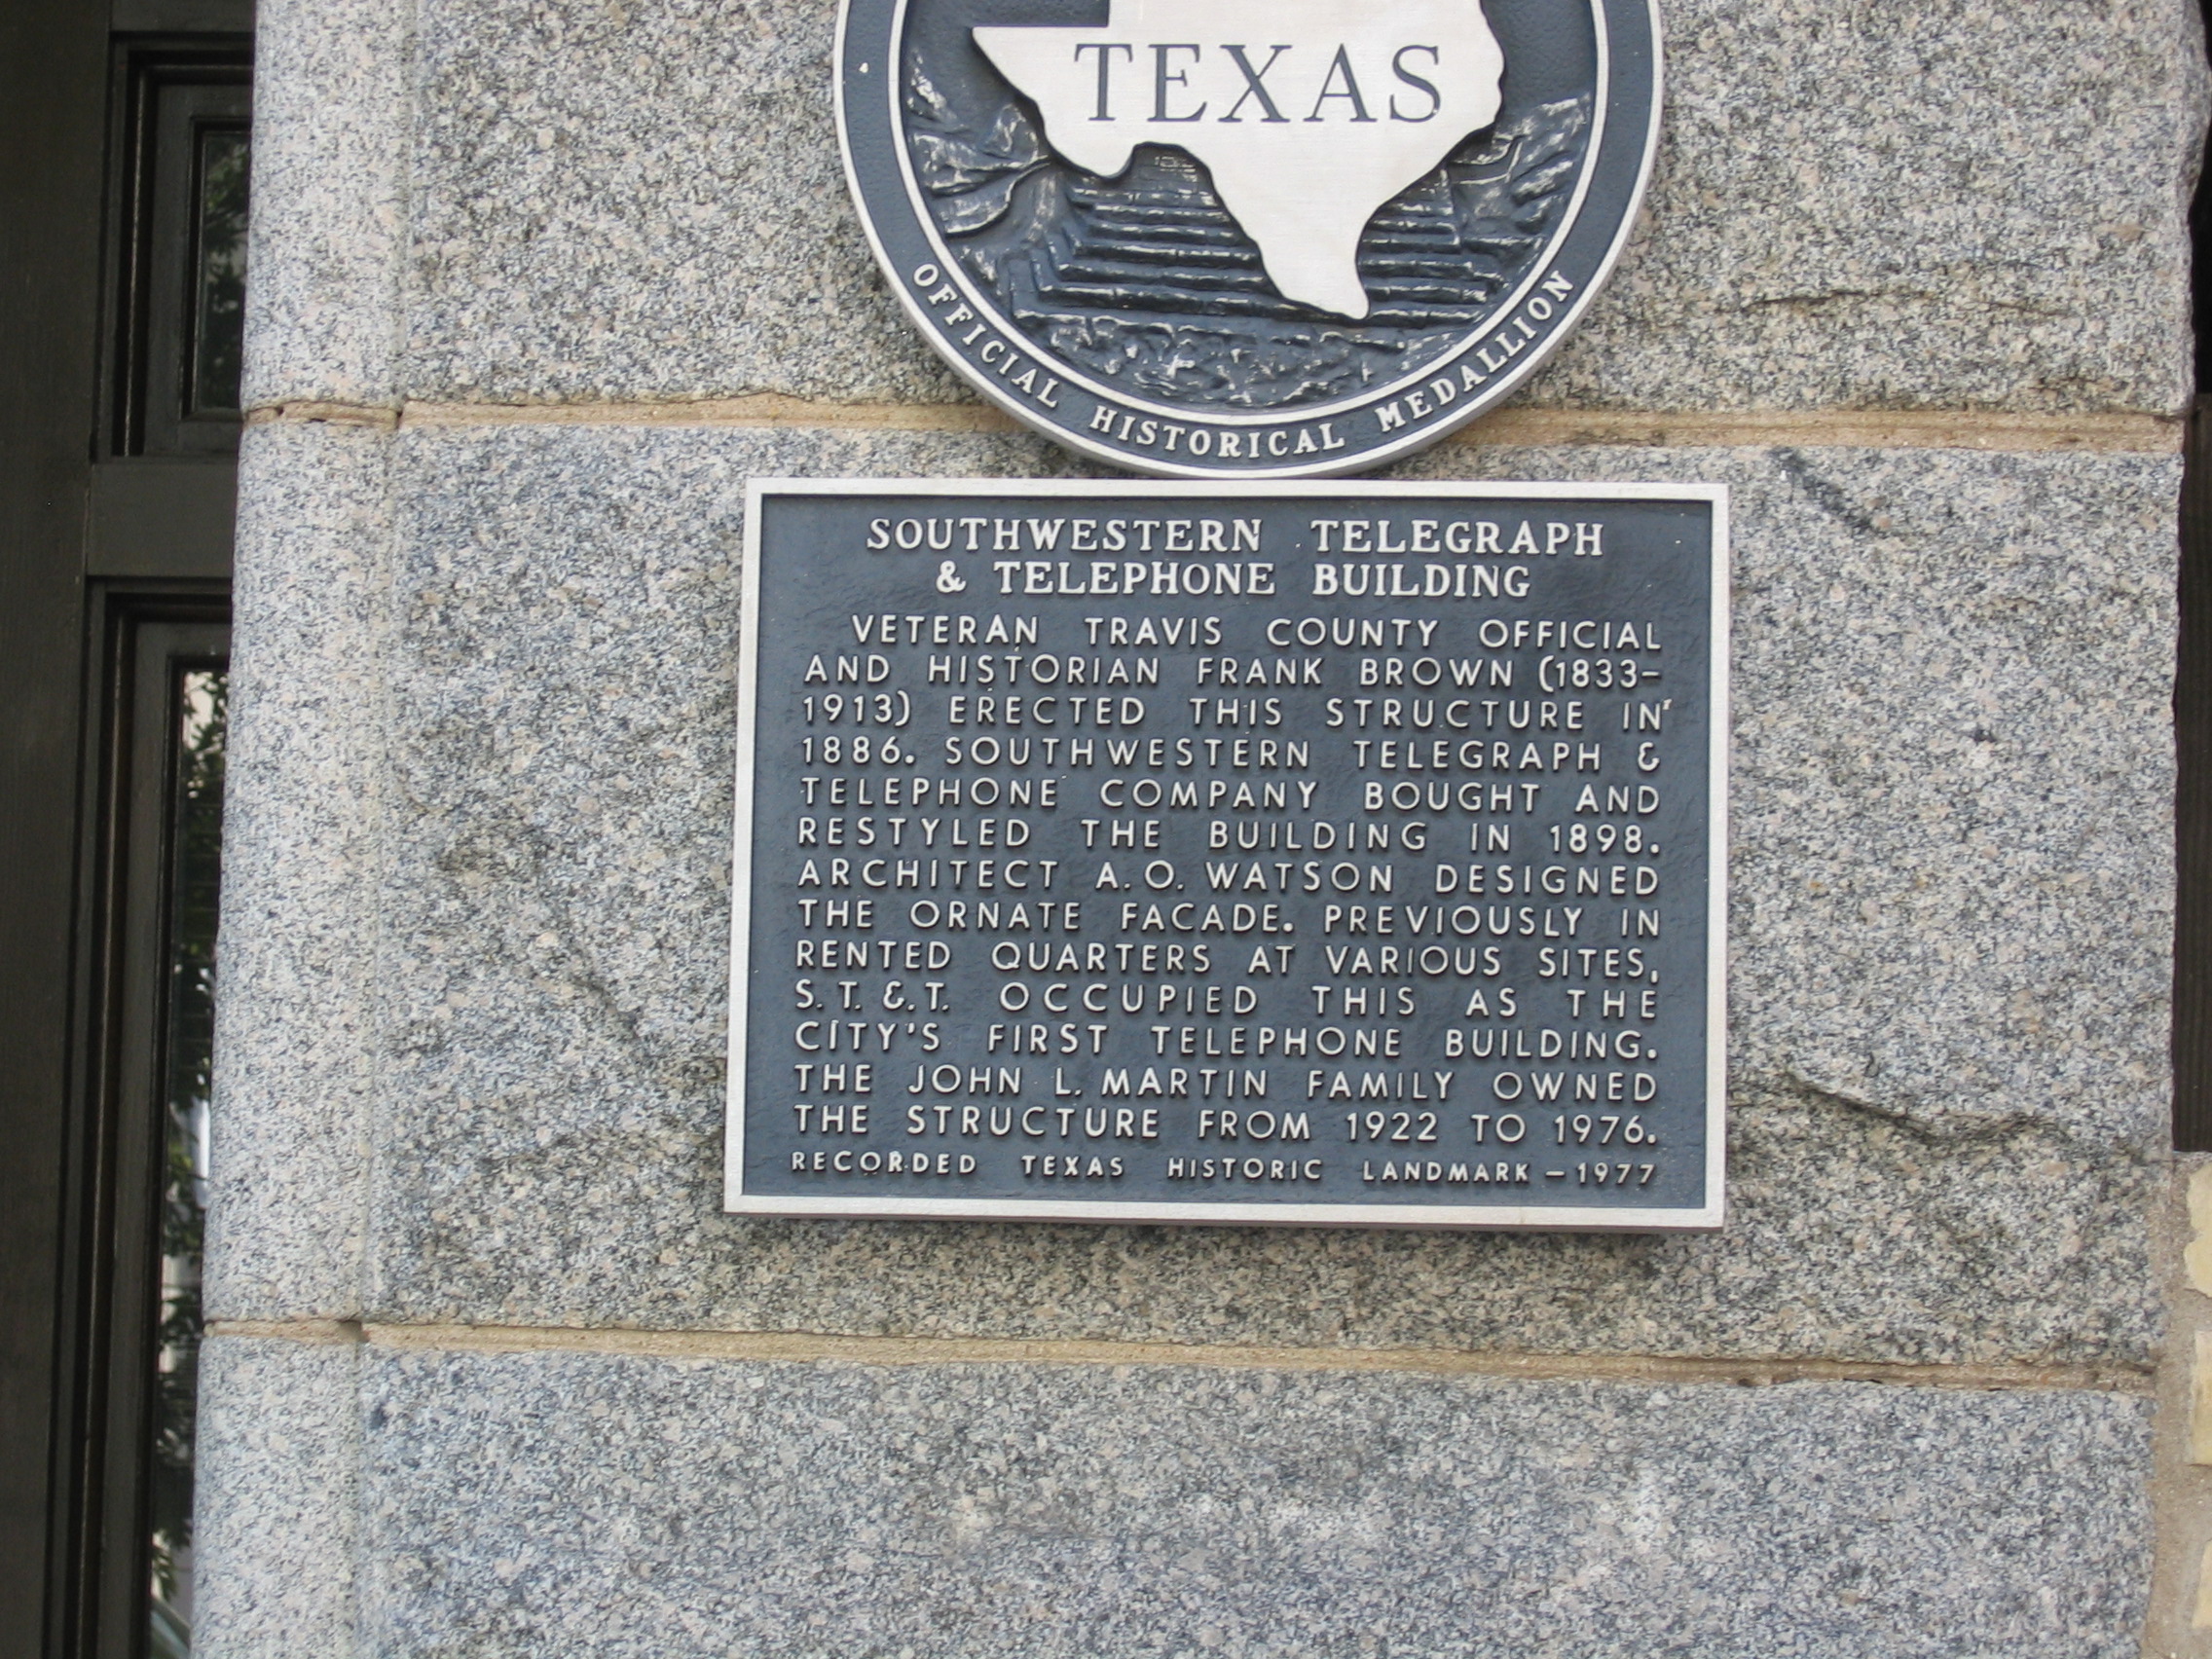 TEXAS
OFFICIAL HISTORICAL MEDALLION
SOUTHWESTERN TELEGRAPH
& TELEPHONE BUILDING
VETERAN TRAVIS COUNTY OFFICIAL
AND HISTORIAN FRANK BROWN (1833-
1913) ERECTED THIS STRUCTURE IN
1886. SOUTHWESTERN TELEGRAPH &
TELEPHONE COMPANY BOUGHT AND
RESTYLED THE BUILDING IN 1898.
ARCHITECT A. O. WATSON DESIGNED
THE ORNATE FACADE. PREVIOUSLY IN
RENTED QUARTERS AT VARIOUS SITES,
S. T. & T. OCCUPIED THIS AS THE
CITY'S FIRST TELEPHONE BUILDING.
THE JOHN L. MARTIN FAMILY OWNED
THE STRUCTURE FROM 1922 TO 1976.
RECORDED TEXAS HISTORIC LANDMARK - 1977